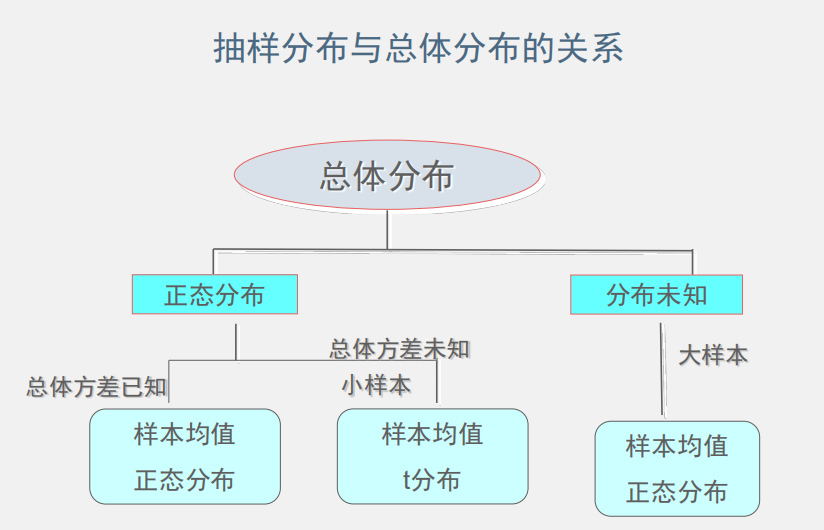 抽样分布与总体分布的关系
总体分布
正态分布
分布未知
总体方差未知
大样本
总体方差已知
小样本
样本均值
正态分布
样本均值
t分布
样本均值
正态分布